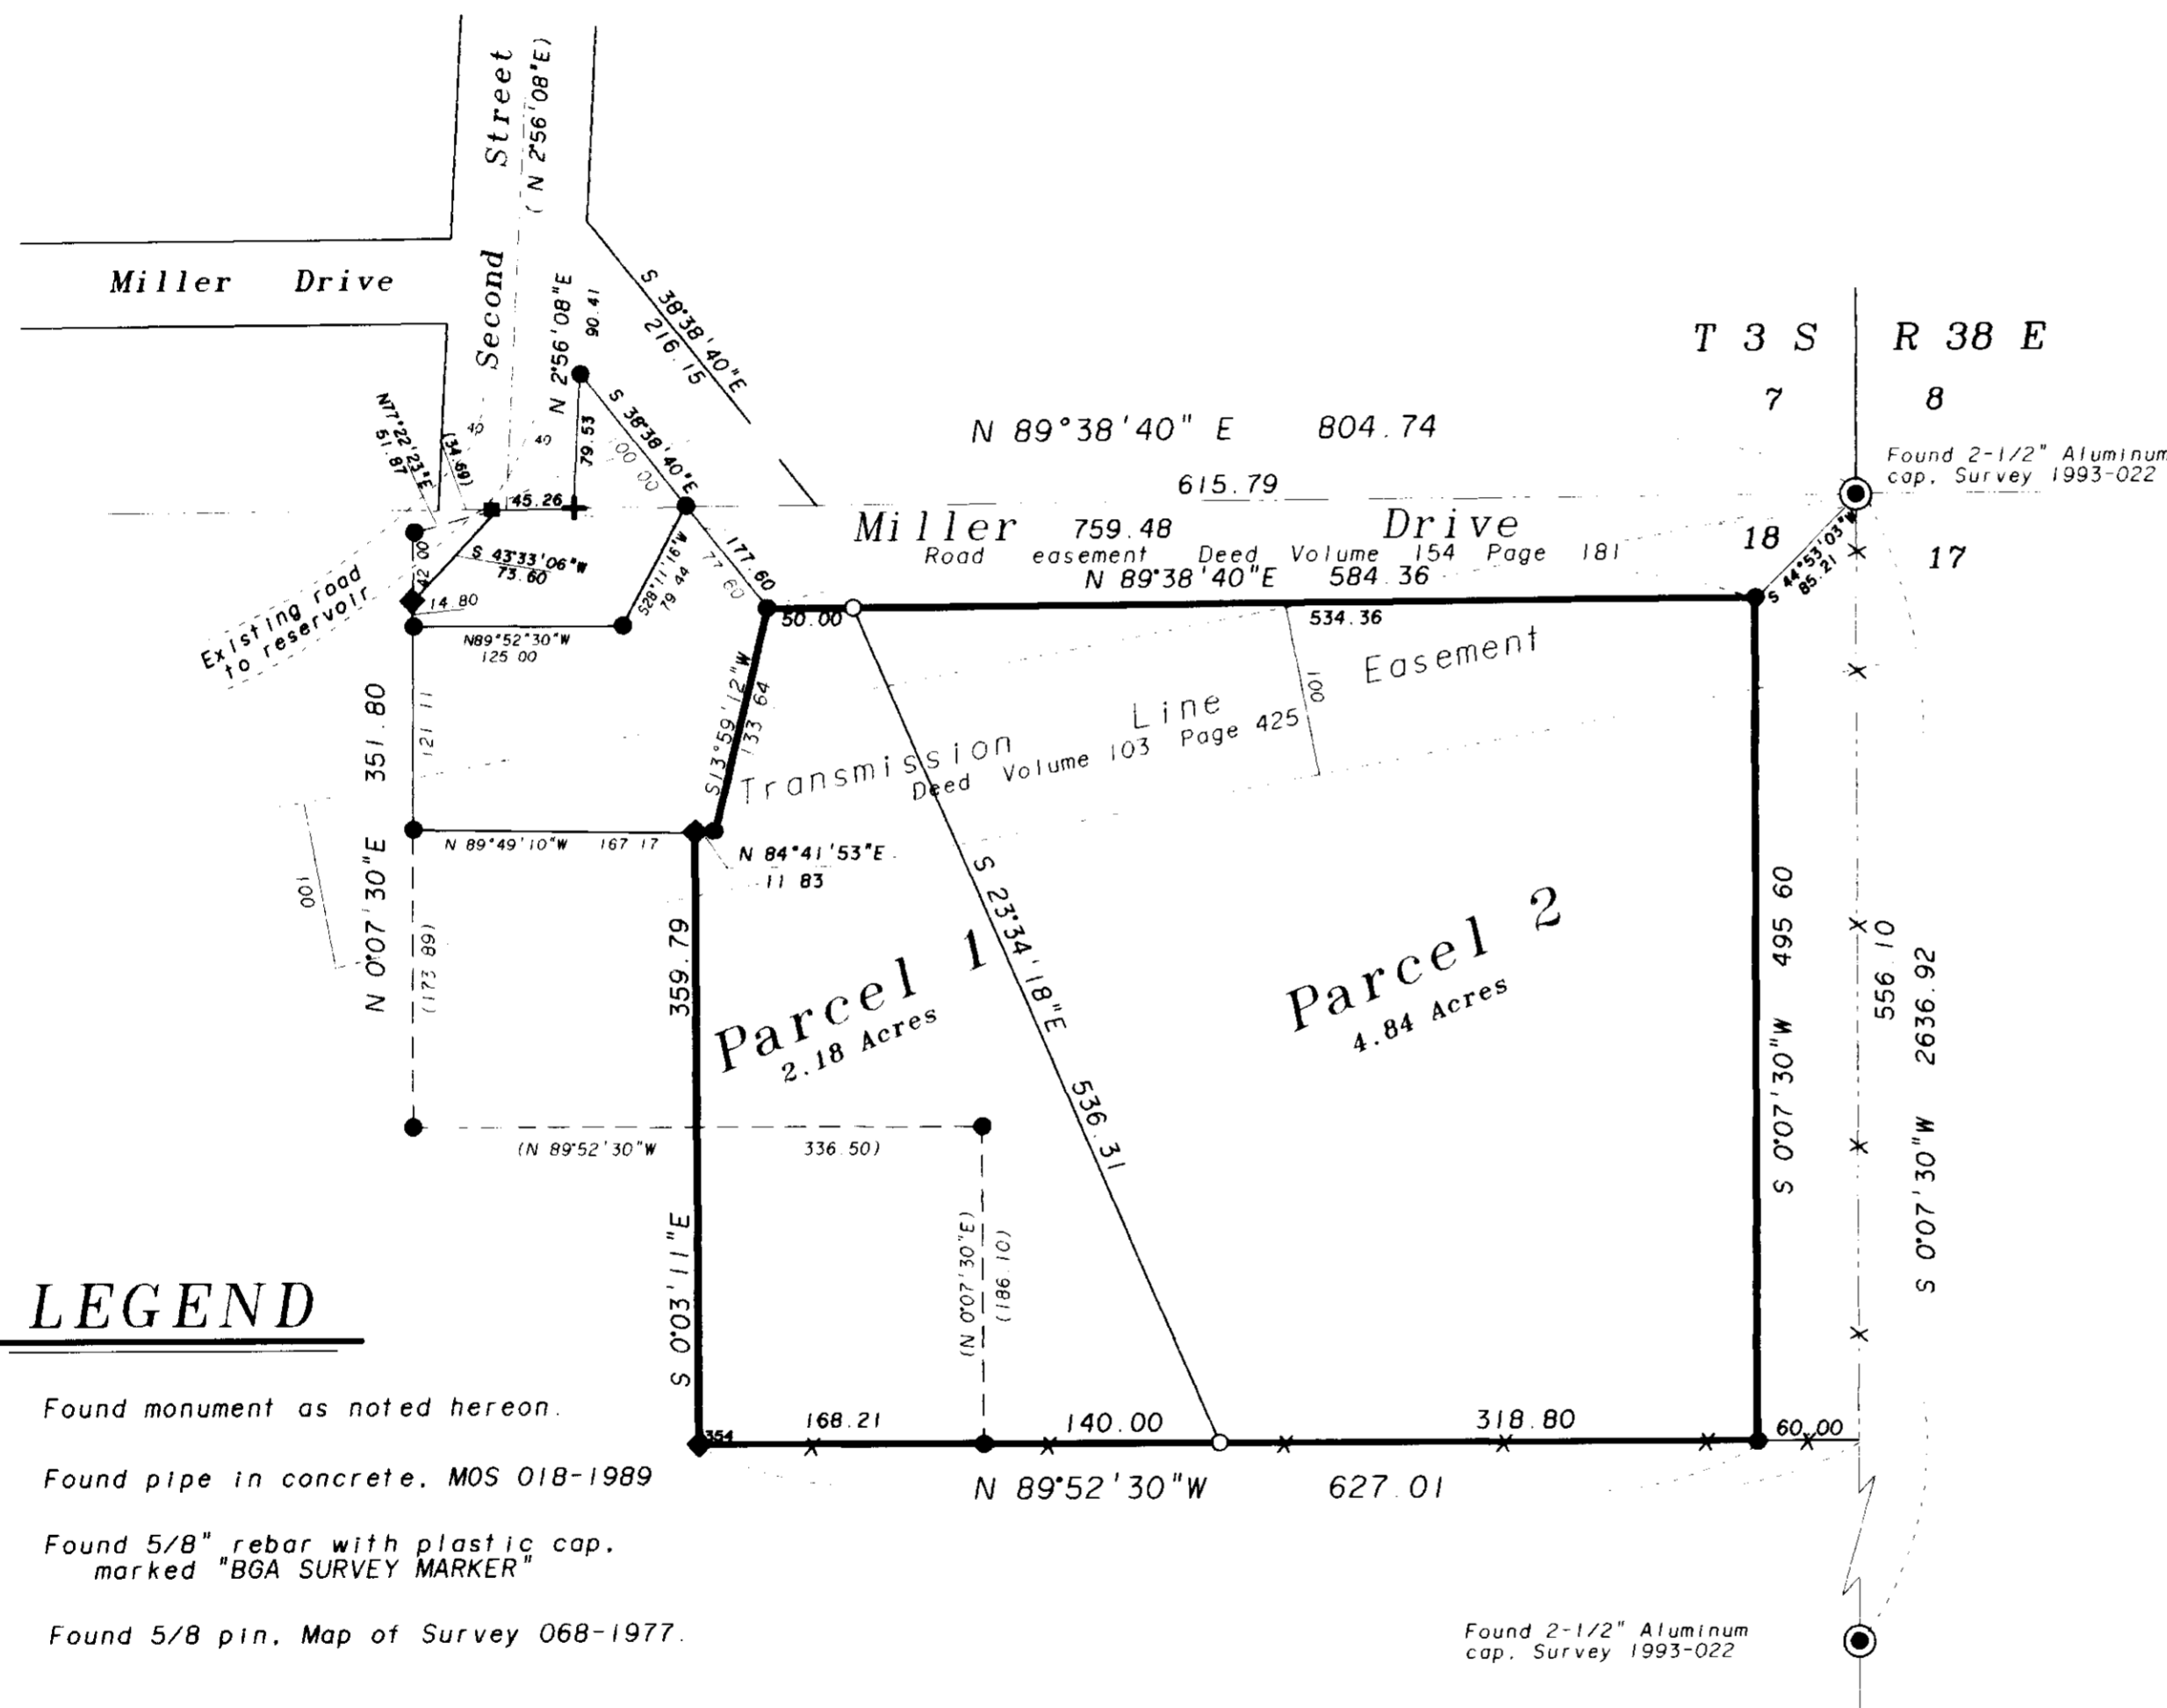 Second Street
( N 2°56'08"E)
Miller Drive
N 2°56'08"E
90.41
S 38°38'40"E
216.15
T 3 S R 38 E
7 8
N 89°38'40" E 804.74
Found 2-1/2" Aluminum
cap. Survey 1993-022
N77°22'23"E
51.87
(34.69)
40
40
79.53
S 38°38'40"E
100 00
45.26
615.79
Miller 759.48 Drive
Road easement Deed Volume 154 Page 181
N 89°38'40"E 584.36
18 17
S 44°53'03"W
85.21
177.60
77 60
S 43°33'06"W
73.60
42 00
14.80
S28°11'16"W
79 44
Existing road
to reservoir
N89°52'30"W
125 00
50.00
534.36
S13°59'12"W
133 64
Transmission Line Easement
Deed Volume 103 Page 425
100
351.80
121 11
N 0°07'30"E
100
N 89°49'10"W 167 17
N 84°41'53"E
11 83
(173 89)
359.79
S 0°03'11"E
Parcel 1
2.18 Acres
S 23°34'18"E
536.31
Parcel 2
4.84 Acres
495 60
S 0°07'30"W
556.10
2636.92
S 0°07'30"W
(N 89°52'30"W 336.50)
(N 0°07'30"E)
(186.10)
354
168.21
140.00
318.80
60.00
N 89°52'30"W 627.01
LEGEND
Found monument as noted hereon.
Found pipe in concrete, MOS 018-1989
Found 5/8" rebar with plastic cap.
marked "BGA SURVEY MARKER"
Found 5/8 pin, Map of Survey 068-1977.
Found 2-1/2" Aluminum
cap. Survey 1993-022